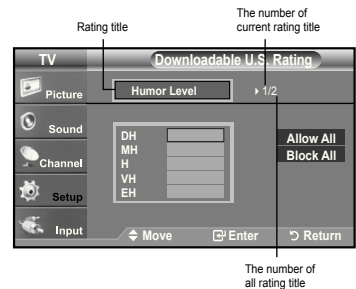 The number of
current rating title
Rating title
TV
Downloadable U.S. Rating
Picture
Humor Level
▶ 1/2
Sound
DH
MH
H
VH
EH
Allow All
Block All
Channel
Setup
Input
Move
Enter
Return
The number of
all rating title